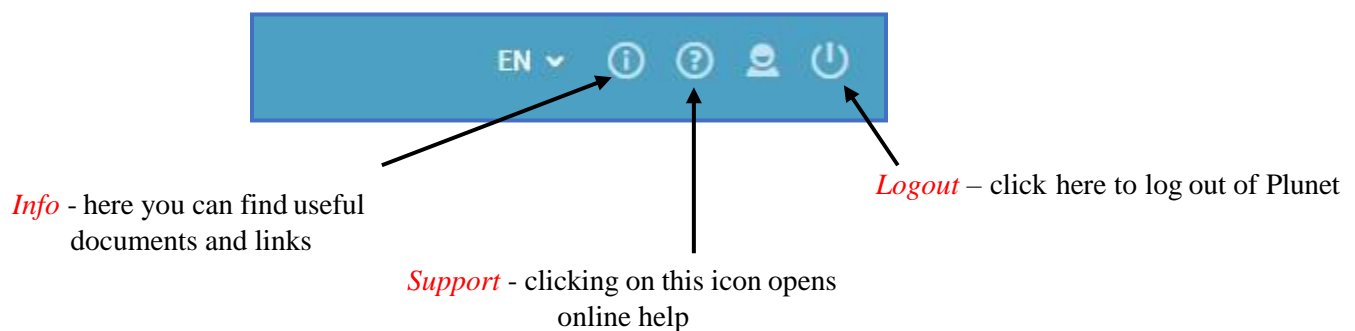 EN
Info - here you can find useful
documents and links
Logout – click here to log out of Plunet
Support - clicking on this icon opens
online help